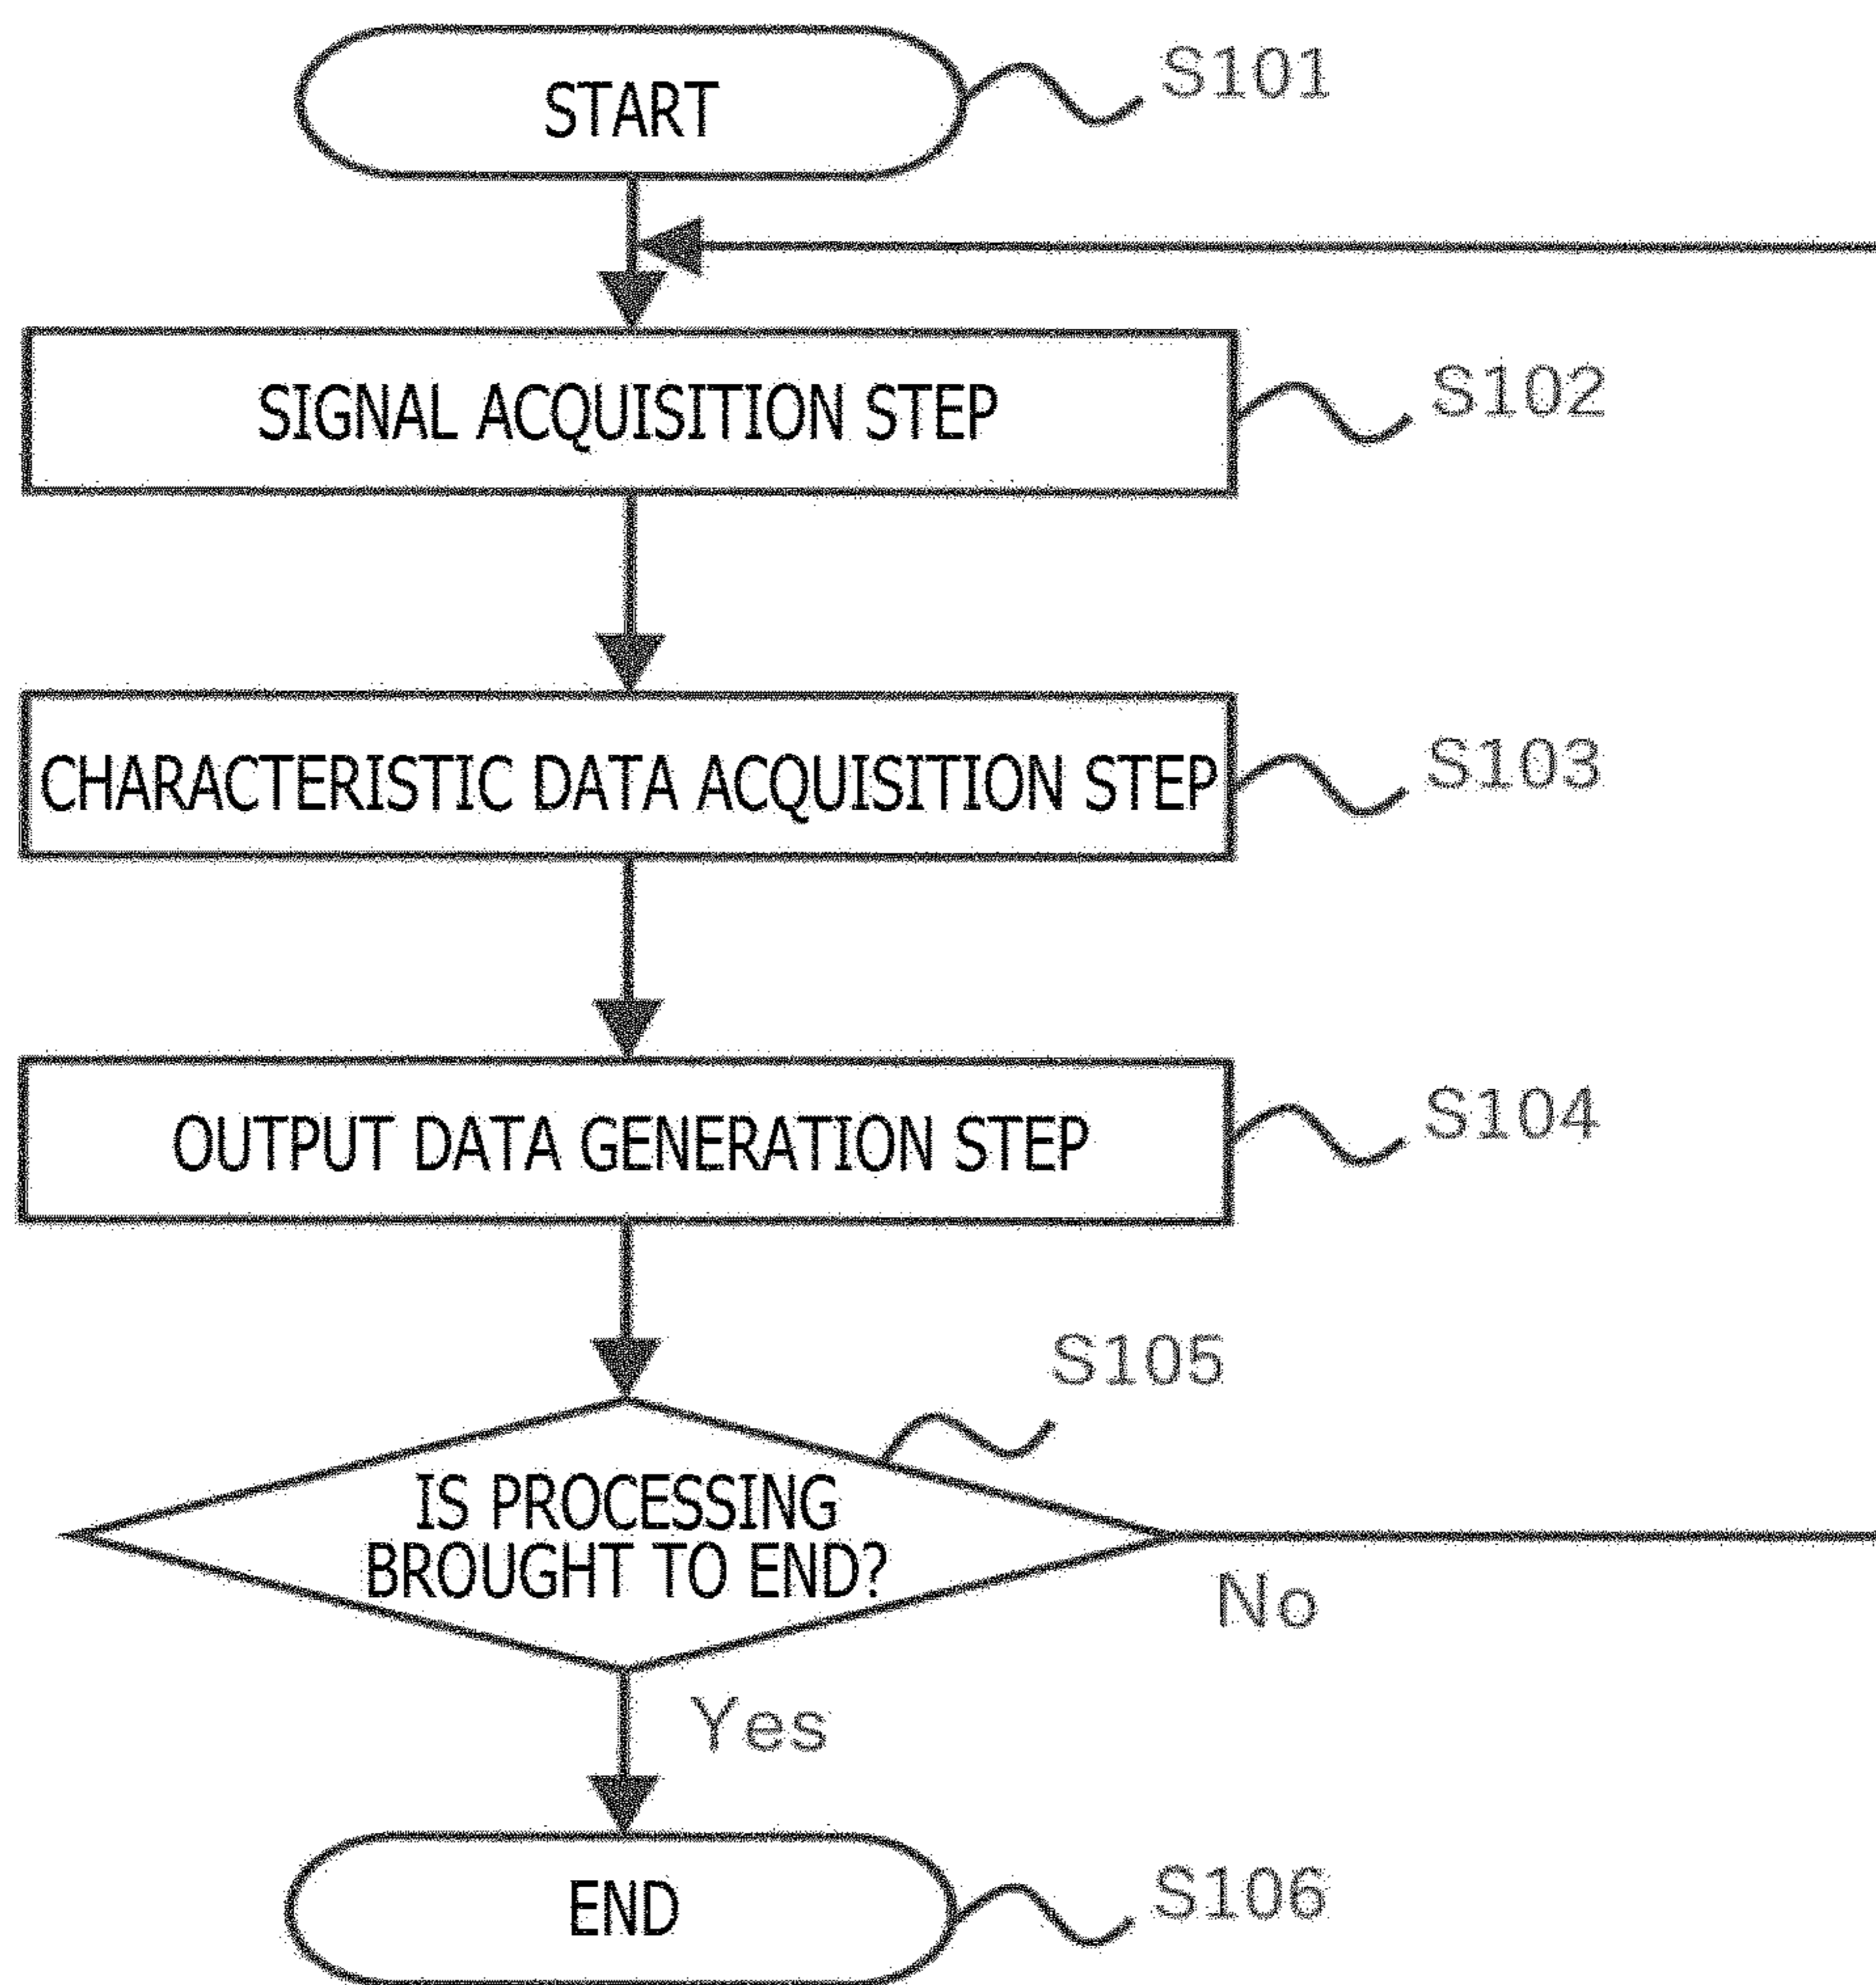 START
S101
SIGNAL ACQUISITION STEP
S102
CHARACTERISTIC DATA ACQUISITION STEP
S103
OUTPUT DATA GENERATION STEP
S104
S105
IS PROCESSING
BROUGHT TO END?
No
Yes
END
S106